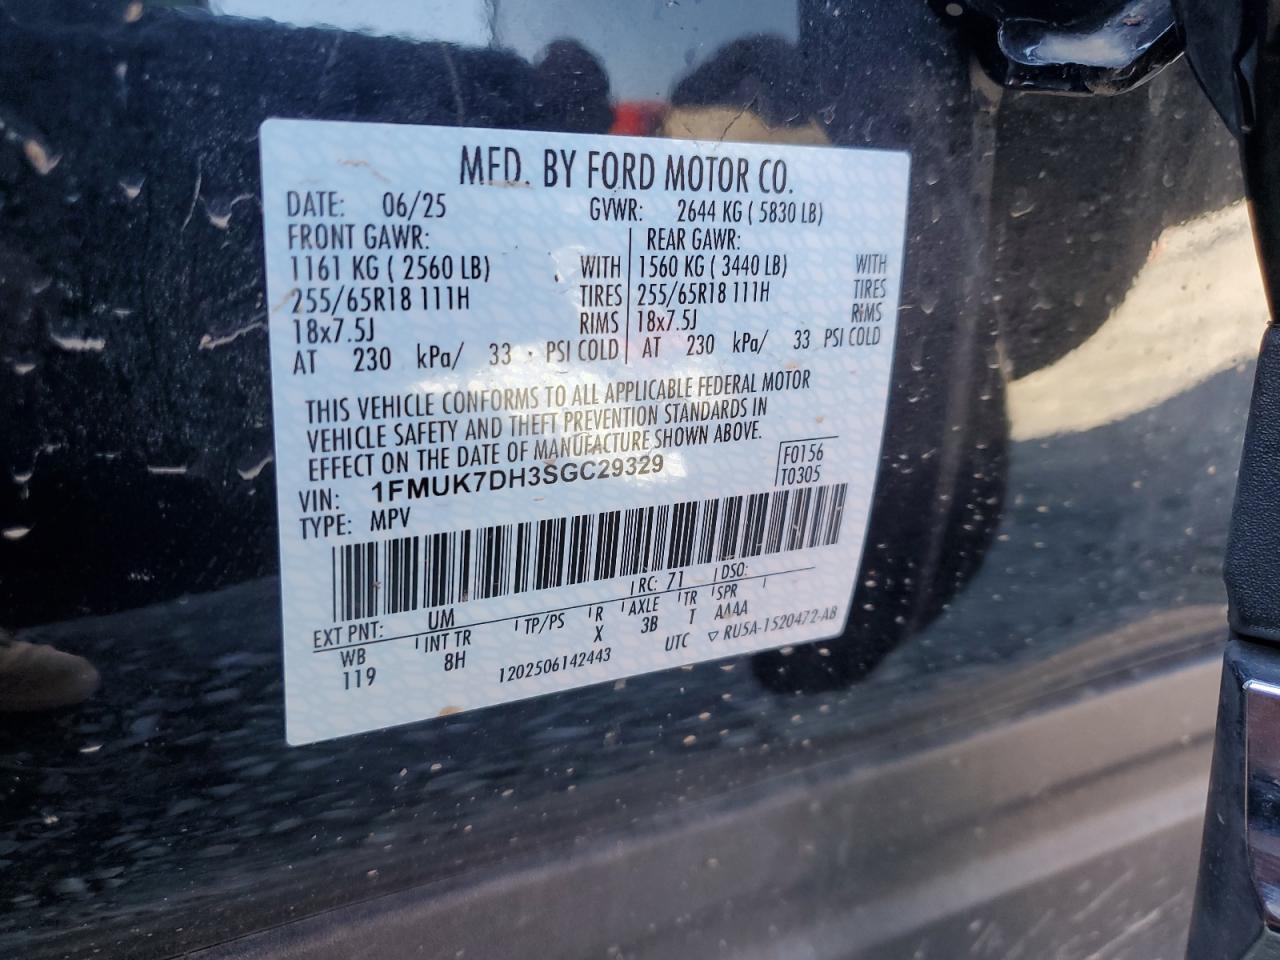 MFD. BY FORD MOTOR CO.
DATE: 06/25 GVWR: 2644 KG ( 5830 LB)
FRONT GAWR: REAR GAWR:
1161 KG ( 2560 LB) WITH 1560 KG ( 3440 LB) WITH
255/65R18 111H TIRES 255/65R18 111H TIRES
18x7.5J RIMS 18x7.5J RIMS
AT 230 kPa/ 33 PSI COLD AT 230 kPa/ 33 PSI COLD
THIS VEHICLE CONFORMS TO ALL APPLICABLE FEDERAL MOTOR
VEHICLE SAFETY AND THEFT PREVENTION STANDARDS IN
EFFECT ON THE DATE OF MANUFACTURE SHOWN ABOVE.
VIN: 1FMUK7DH3SGC29329
F0156
T0305
TYPE: MPV
EXT PNT: UM RC: 71 DSO:
WB INT TR TP/PS R AXLE TR SPR
119 8H X 3B T AAAA
1202506142443 UTC ▽ RU5A-1520472-AB